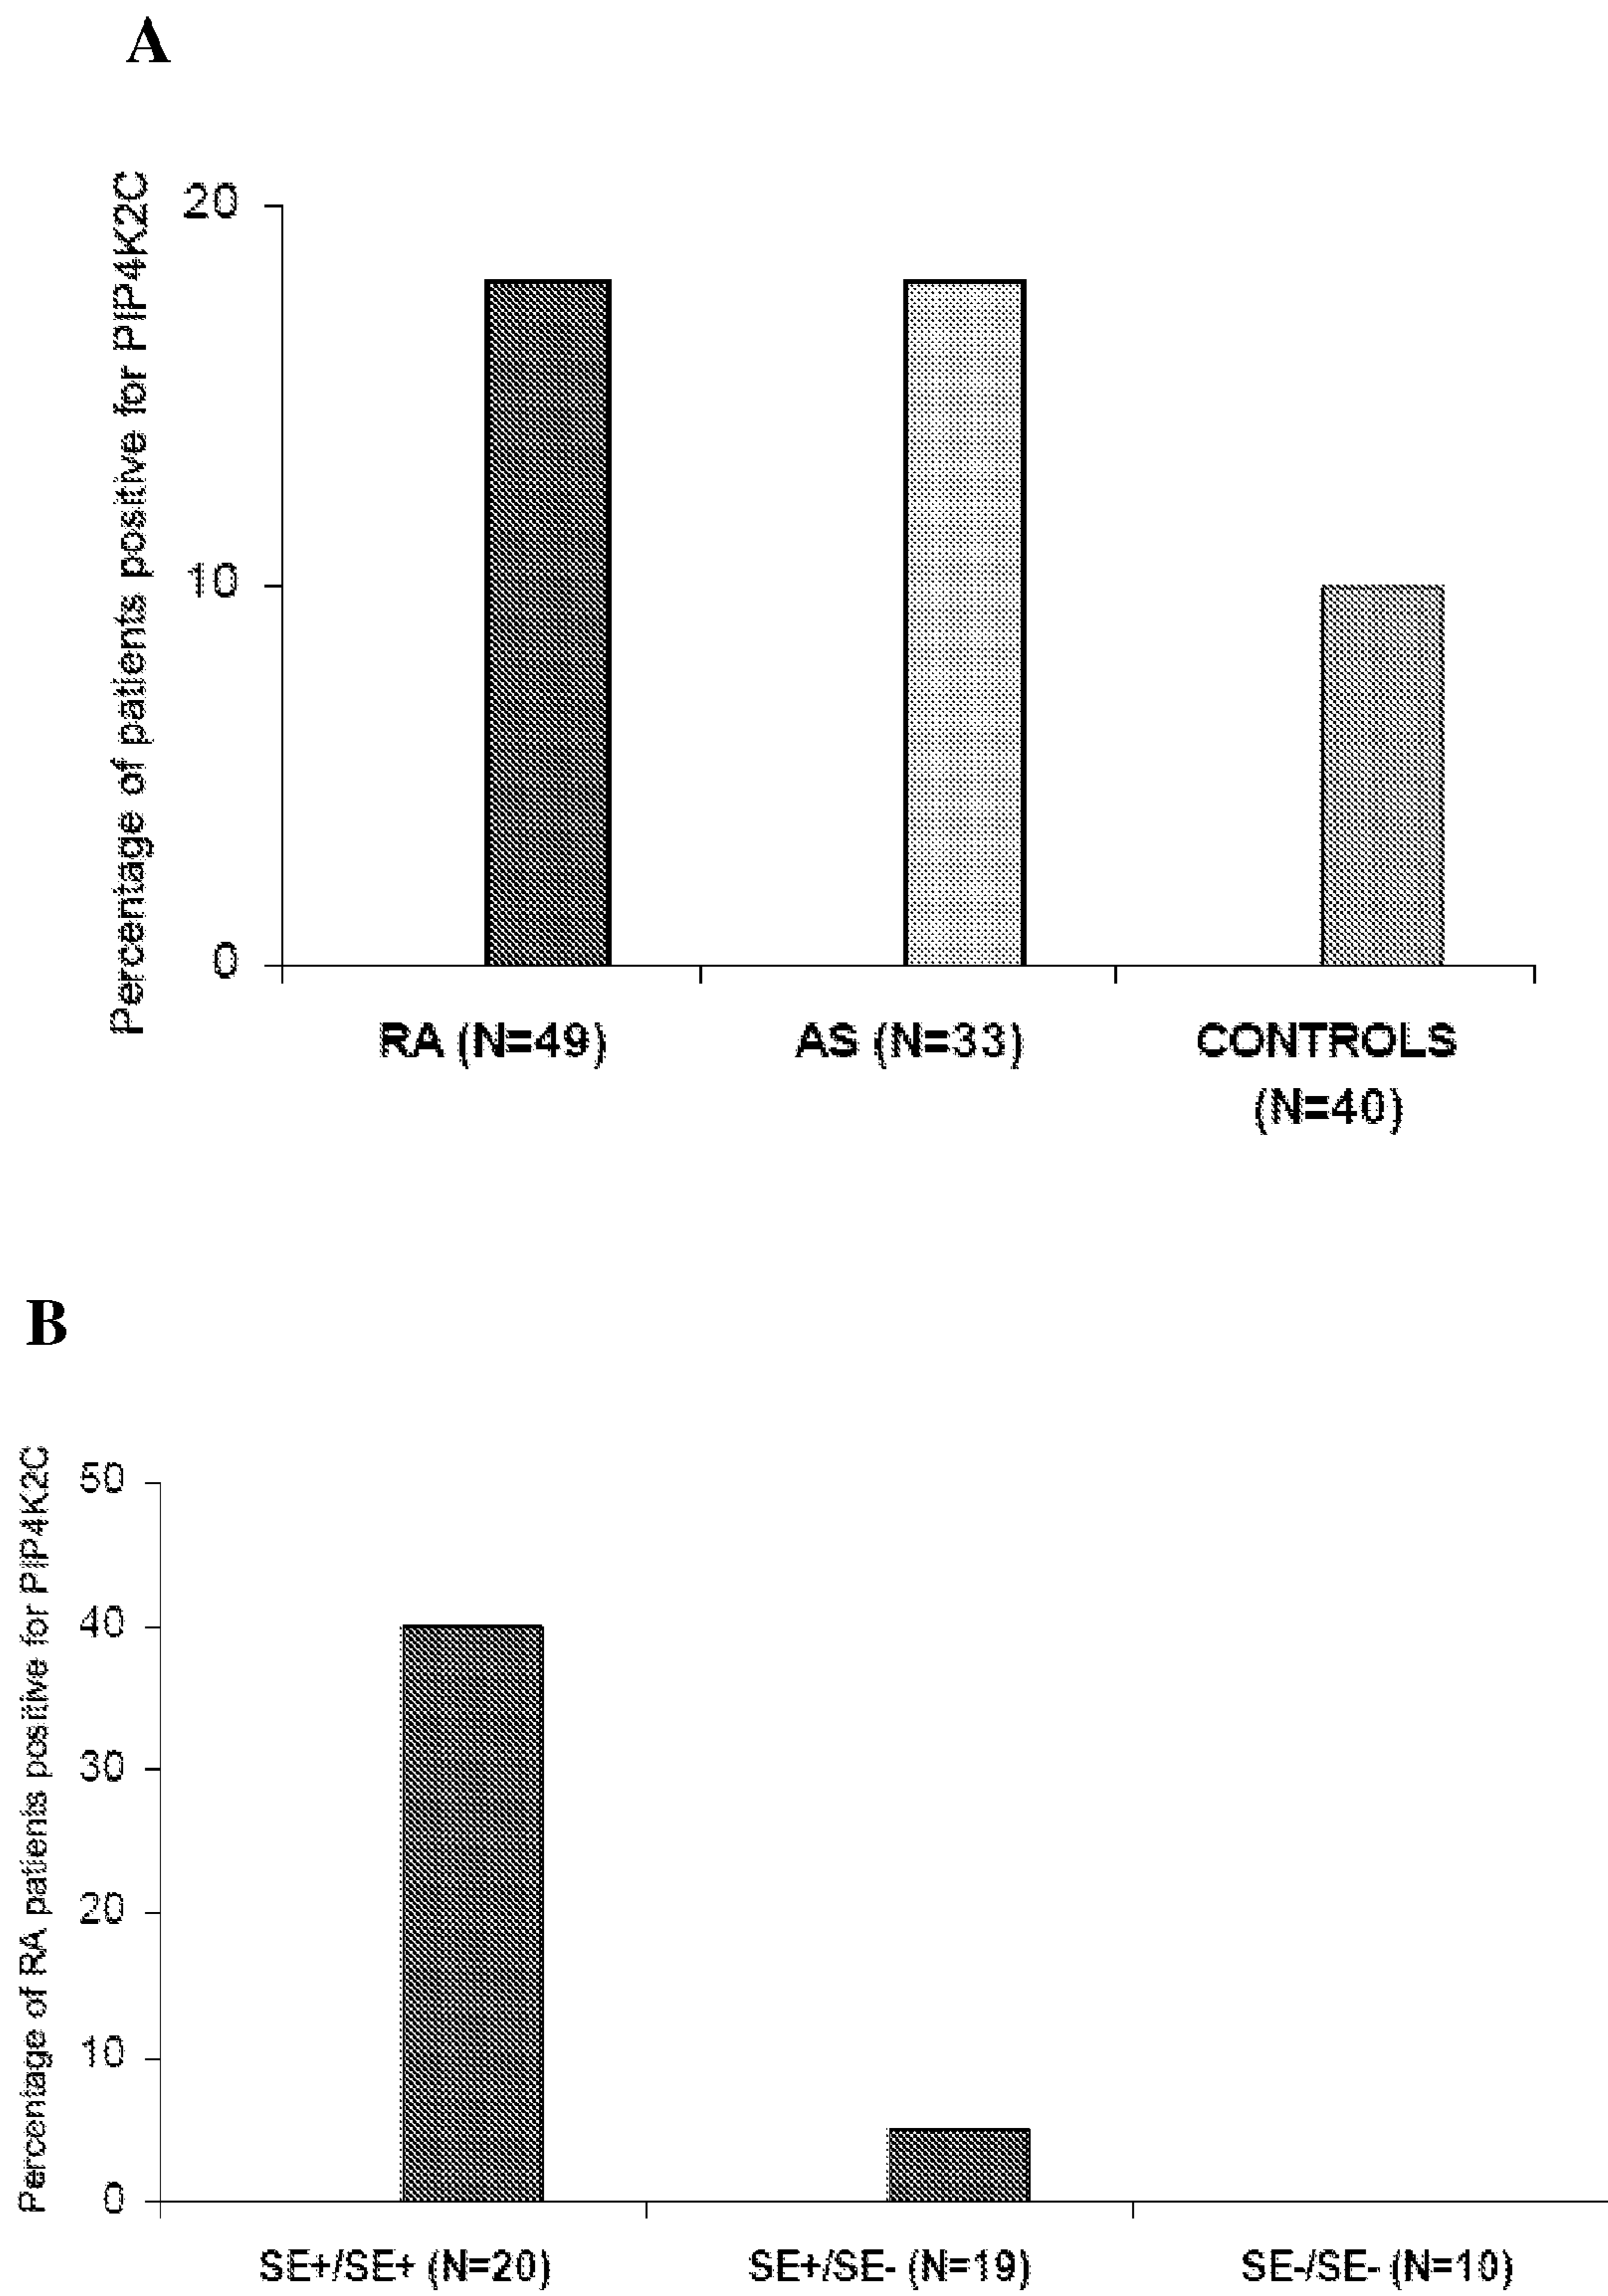 A
Percentage of patients positive for PIP4K2C
20
10
0
RA (N=49)
AS (N=33)
CONTROLS
(N=40)
B
Percentage of RA patients positive for PIP4K2C
50
40
30
20
10
0
SE+/SE+ (N=20)
SE+/SE- (N=19)
SE-/SE- (N=10)